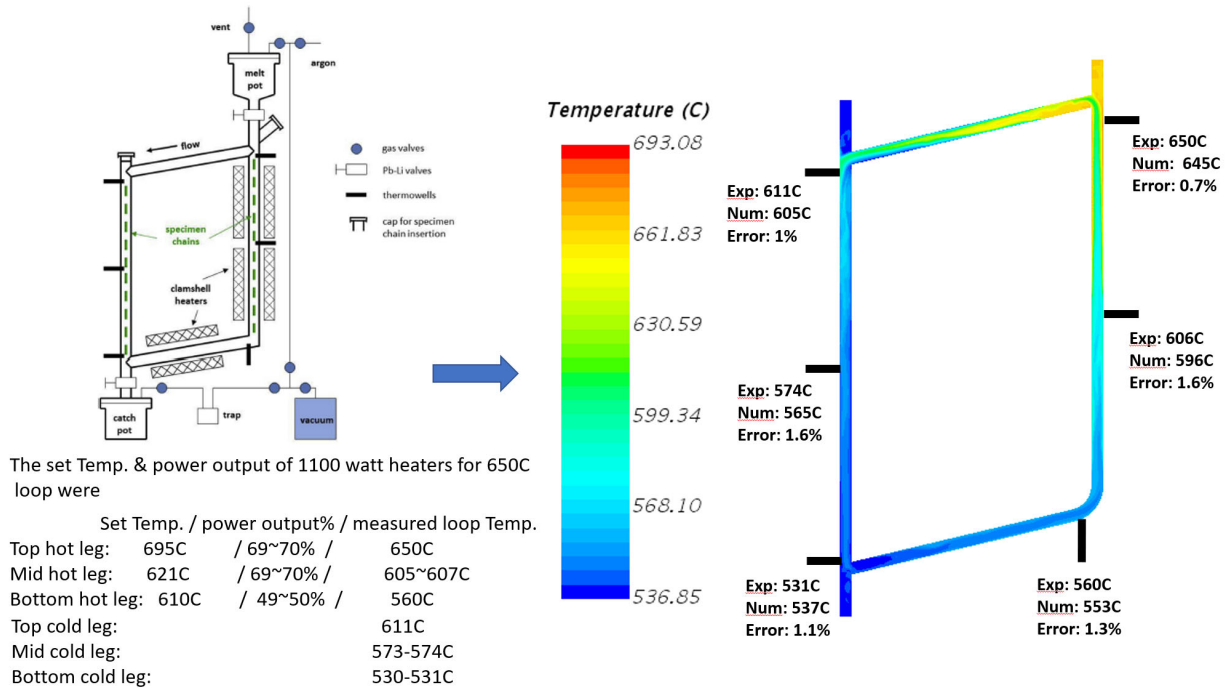 vent
argon
melt
pot
flow
gas valves
Pb-Li valves
thermowells
cap for specimen
chain insertion
specimen
chains
clamshell
heaters
trap
catch
pot
vacuum
The set Temp. & power output of 1100 watt heaters for 650C
loop were
Set Temp. / power output% / measured loop Temp.
Top hot leg: 695C / 69~70% / 650C
Mid hot leg: 621C / 69~70% / 605~607C
Bottom hot leg: 610C / 49~50% / 560C
Top cold leg: 611C
Mid cold leg: 573-574C
Bottom cold leg: 530-531C
Temperature (C)
693.08
661.83
630.59
599.34
568.10
536.85
Exp: 611C
Num: 605C
Error: 1%
Exp: 574C
Num: 565C
Error: 1.6%
Exp: 531C
Num: 537C
Error: 1.1%
Exp: 650C
Num: 645C
Error: 0.7%
Exp: 606C
Num: 596C
Error: 1.6%
Exp: 560C
Num: 553C
Error: 1.3%